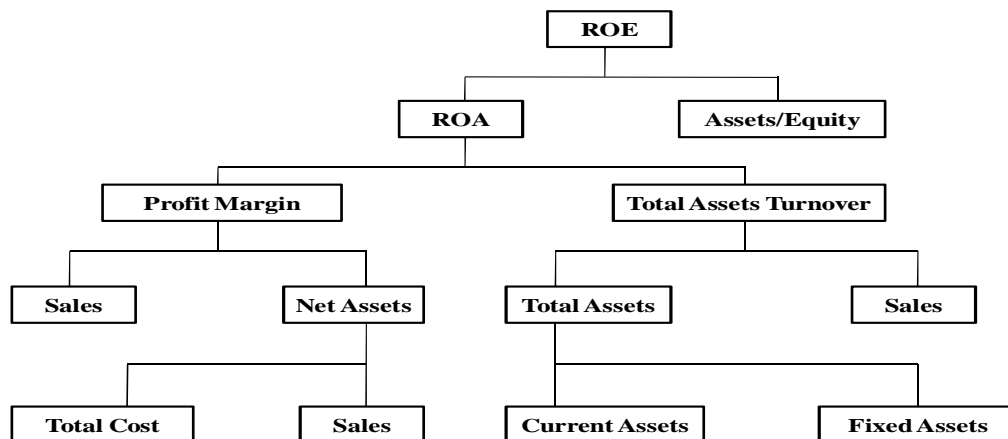 ROE
ROA
Assets/Equity
Profit Margin
Total Assets Turnover
Sales
Net Assets
Total Assets
Sales
Total Cost
Sales
Current Assets
Fixed Assets